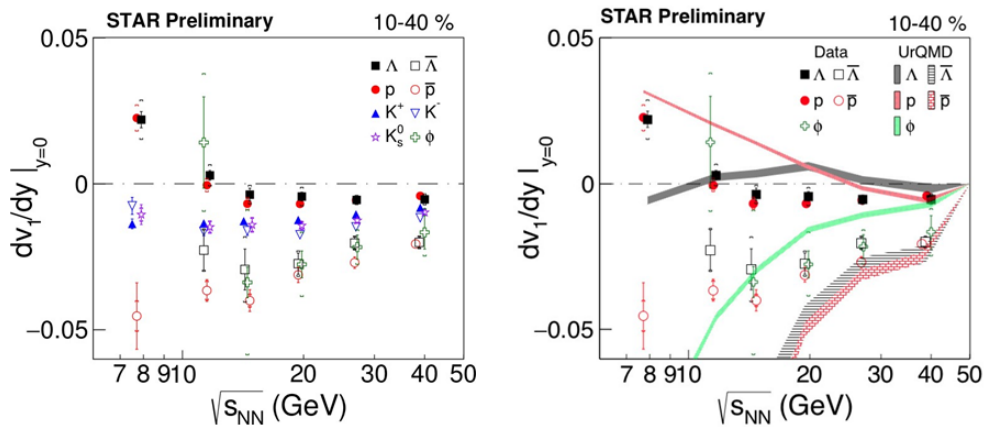 STAR Preliminary
10-40 %
0.05
0
−0.05
dv₁/dy |y=0
Λ Λ̅
p p̅
K⁺ K⁻
K⁰s ϕ
7 8 910 20 30 40 50
√sNN (GeV)
STAR Preliminary
10-40 %
0.05
0
−0.05
dv₁/dy |y=0
Data UrQMD
Λ Λ̅ Λ Λ̅
p p̅ p p̅
ϕ ϕ
7 8 910 20 30 40 50
√sNN (GeV)